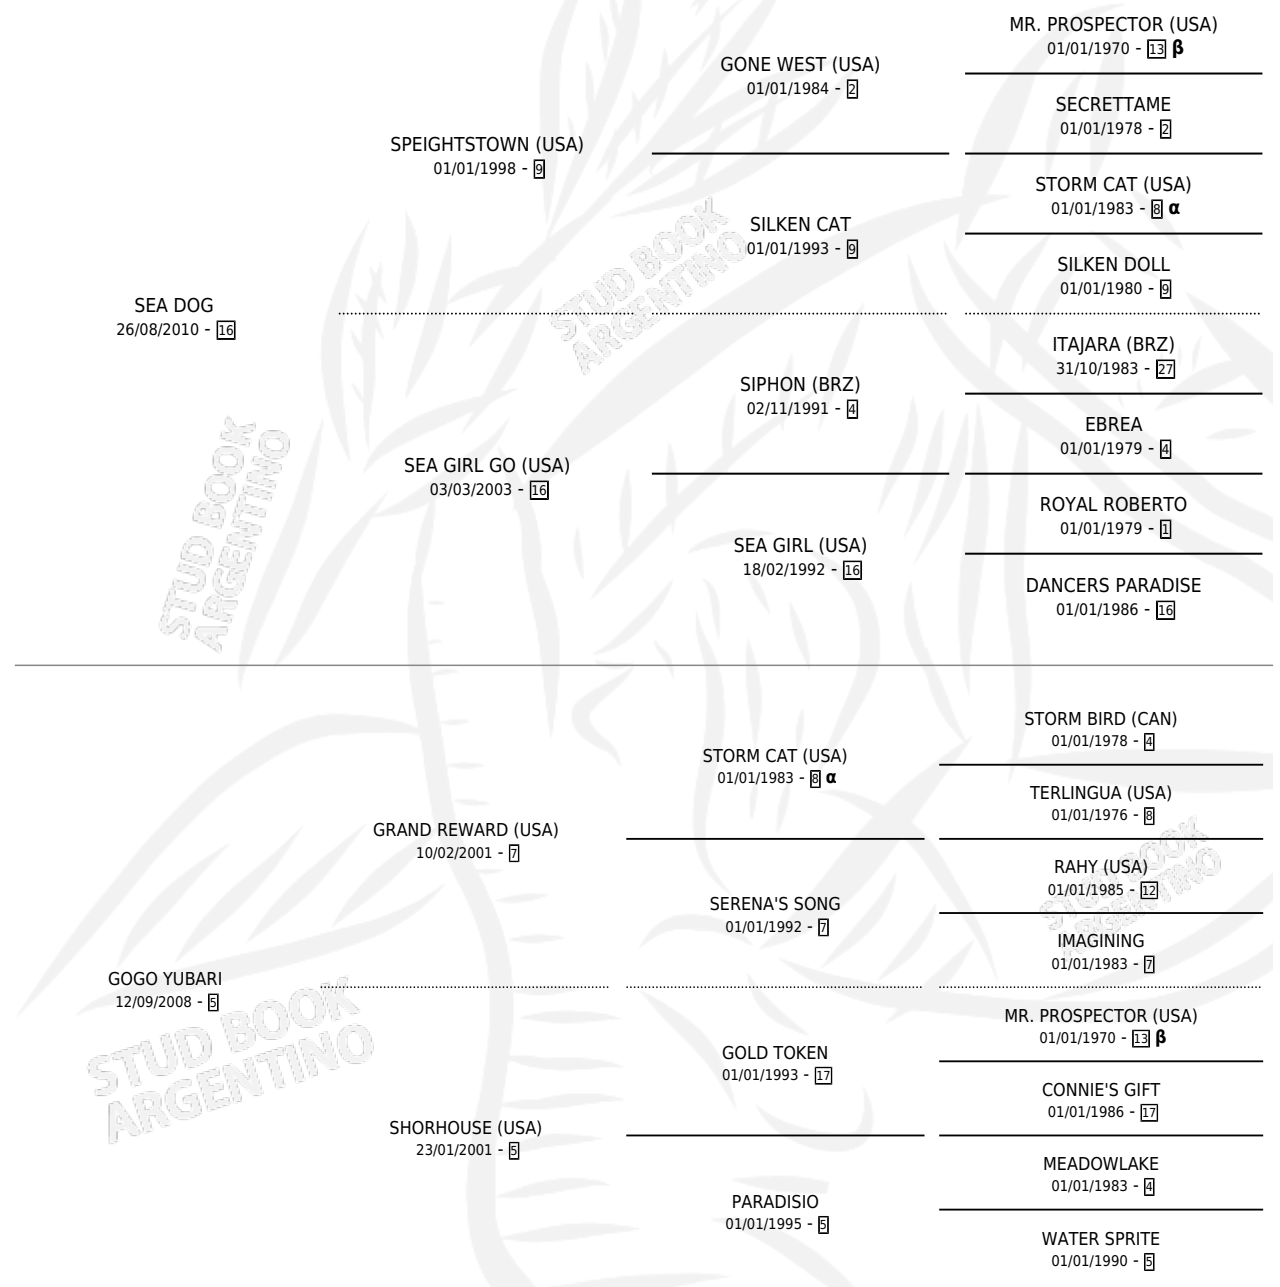 MR. PROSPECTOR (USA)
01/01/1970 - 13 β
GONE WEST (USA)
01/01/1984 - 2
SECRETTAME
01/01/1978 - 2
SPEIGHTSTOWN (USA)
01/01/1998 - 9
STORM CAT (USA)
01/01/1983 - 8 α
SILKEN CAT
01/01/1993 - 9
SILKEN DOLL
01/01/1980 - 9
SEA DOG
26/08/2010 - 16
ITAJARA (BRZ)
31/10/1983 - 27
SIPHON (BRZ)
02/11/1991 - 4
EBREA
01/01/1979 - 4
SEA GIRL GO (USA)
03/03/2003 - 16
ROYAL ROBERTO
01/01/1979 - 1
SEA GIRL (USA)
18/02/1992 - 16
DANCERS PARADISE
01/01/1986 - 16
STORM BIRD (CAN)
01/01/1978 - 4
STORM CAT (USA)
01/01/1983 - 8 α
TERLINGUA (USA)
01/01/1976 - 8
GRAND REWARD (USA)
10/02/2001 - 7
RAHY (USA)
01/01/1985 - 12
SERENA'S SONG
01/01/1992 - 7
IMAGINING
01/01/1983 - 7
GOGO YUBARI
12/09/2008 - 5
MR. PROSPECTOR (USA)
01/01/1970 - 13 β
GOLD TOKEN
01/01/1993 - 17
CONNIE'S GIFT
01/01/1986 - 17
SHORHOUSE (USA)
23/01/2001 - 5
MEADOWLAKE
01/01/1983 - 4
PARADISIO
01/01/1995 - 5
WATER SPRITE
01/01/1990 - 5
STUD BOOK
ARGENTINO
STUD BOOK
ARGENTINO
STUD BOOK
ARGENTINO
STUD BOOK
ARGENTINO